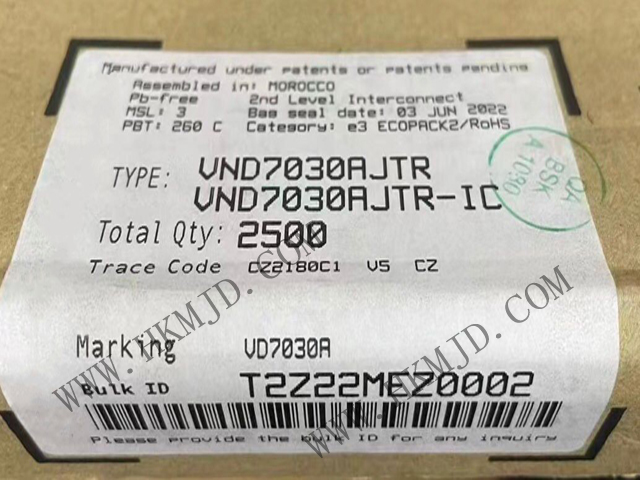 Manufactured under patents or patents pending
Assembled in: MOROCCO
Pb-free 2nd Level Interconnect
MSL: 3 Bag seal date: 03 JUN 2022
PBT: 260 C Category: e3 ECOPACK2/RoHS
TYPE: VND7030AJTR
VND7030AJTR-IC
Total Qty: 2500
Trace Code CZ2180C1 V5 CZ
Marking VD7030A
Bulk ID
Please provide the bulk ID for any inquiry
QA
BSK
A1090
WWW.HKMJD.COM
WWW.HKMJD.COM